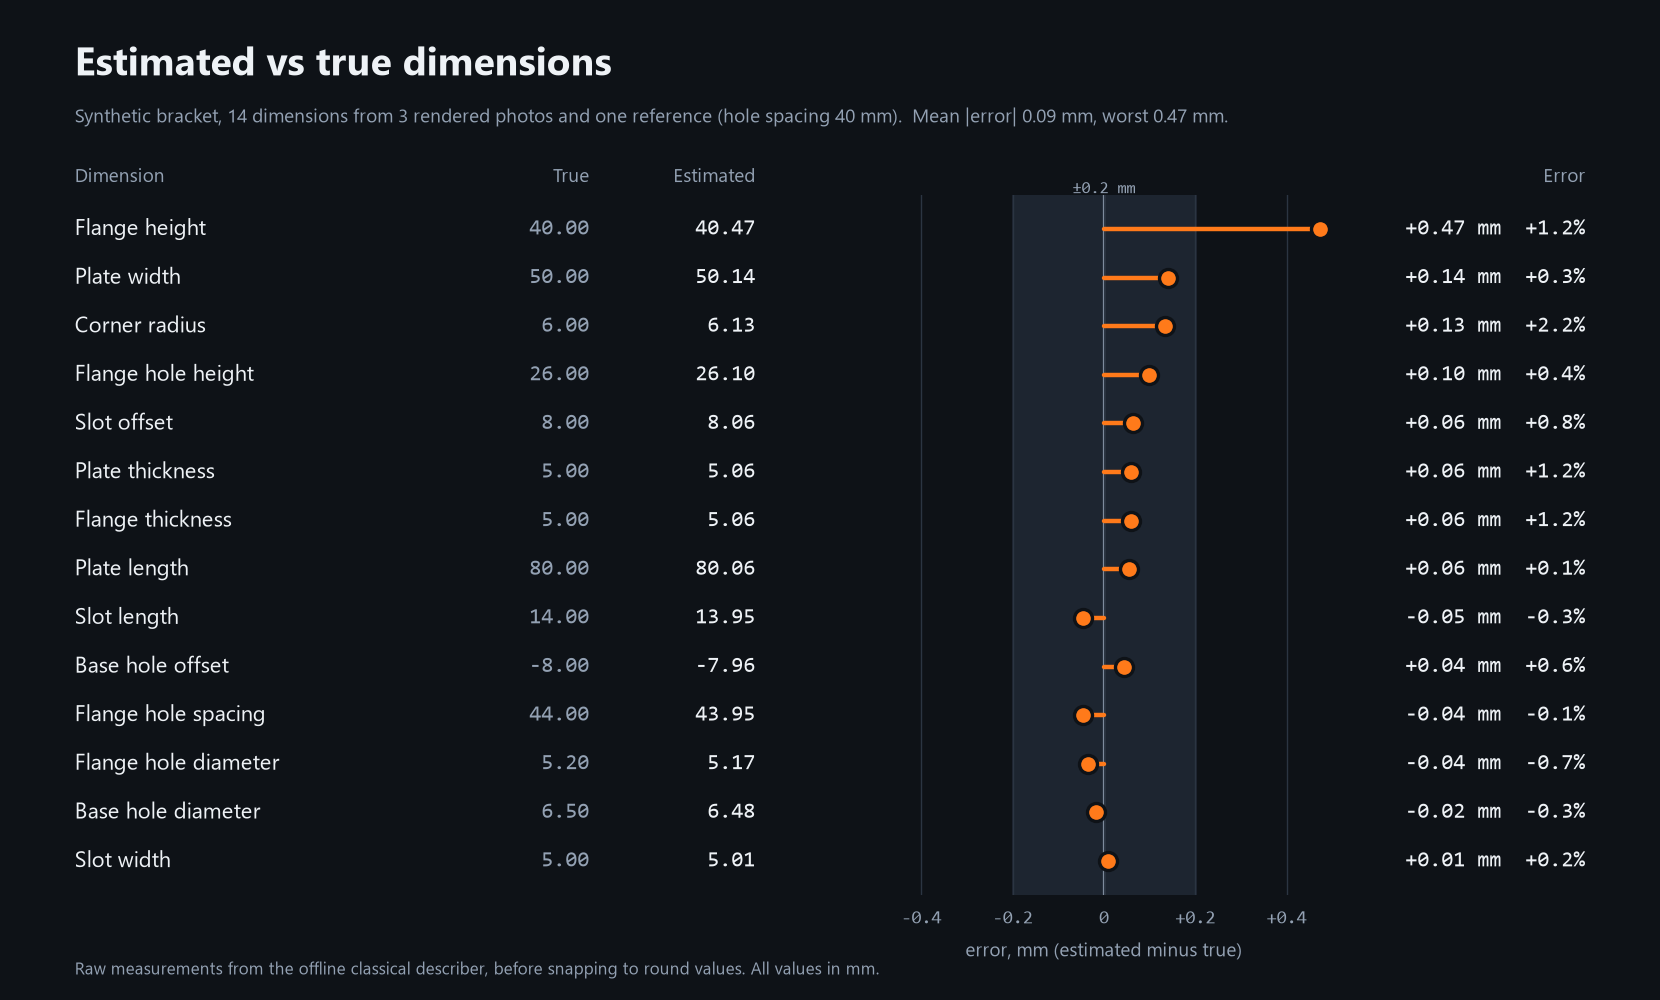 Estimated vs true dimensions
Synthetic bracket, 14 dimensions from 3 rendered photos and one reference (hole spacing 40 mm).  Mean |error| 0.09 mm, worst 0.47 mm.
Dimension True Estimated Error
±0.2 mm
Flange height 40.00 40.47 +0.47 mm +1.2%
Plate width 50.00 50.14 +0.14 mm +0.3%
Corner radius 6.00 6.13 +0.13 mm +2.2%
Flange hole height 26.00 26.10 +0.10 mm +0.4%
Slot offset 8.00 8.06 +0.06 mm +0.8%
Plate thickness 5.00 5.06 +0.06 mm +1.2%
Flange thickness 5.00 5.06 +0.06 mm +1.2%
Plate length 80.00 80.06 +0.06 mm +0.1%
Slot length 14.00 13.95 -0.05 mm -0.3%
Base hole offset -8.00 -7.96 +0.04 mm +0.6%
Flange hole spacing 44.00 43.95 -0.04 mm -0.1%
Flange hole diameter 5.20 5.17 -0.04 mm -0.7%
Base hole diameter 6.50 6.48 -0.02 mm -0.3%
Slot width 5.00 5.01 +0.01 mm +0.2%
-0.4 -0.2 0 +0.2 +0.4
error, mm (estimated minus true)
Raw measurements from the offline classical describer, before snapping to round values. All values in mm.